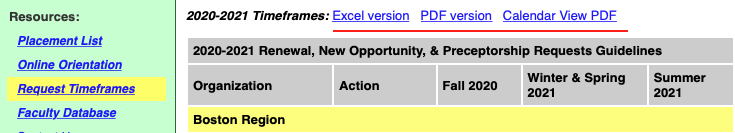 Resources:
Placement List
Online Orientation
Request Timeframes
Faculty Database
2020-2021 Timeframes: Excel version PDF version Calendar View PDF
2020-2021 Renewal, New Opportunity, & Preceptorship Requests Guidelines
Organization Action Fall 2020 Winter & Spring 2021 Summer 2021
Boston Region